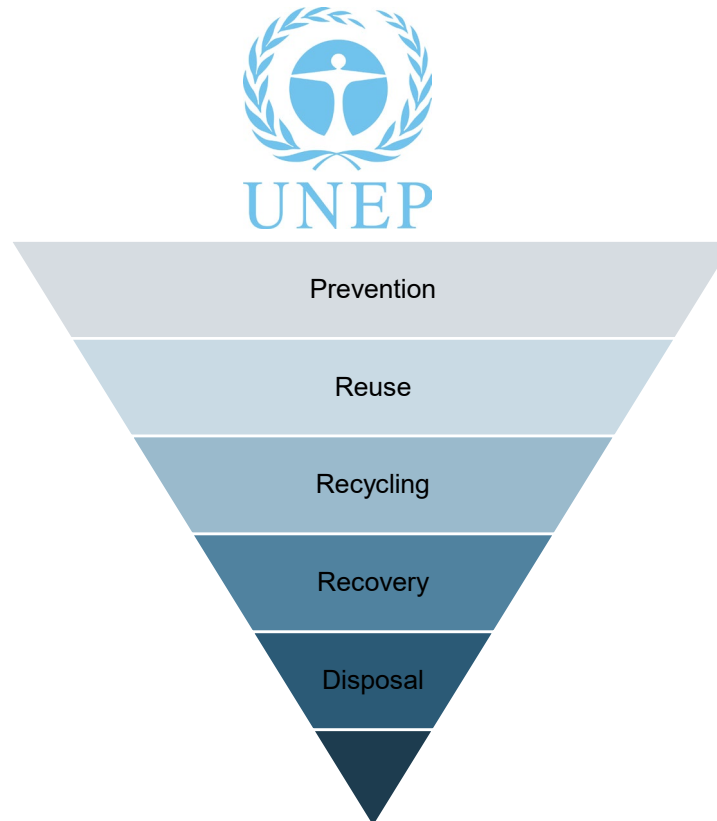 UNEP
Prevention
Reuse
Recycling
Recovery
Disposal